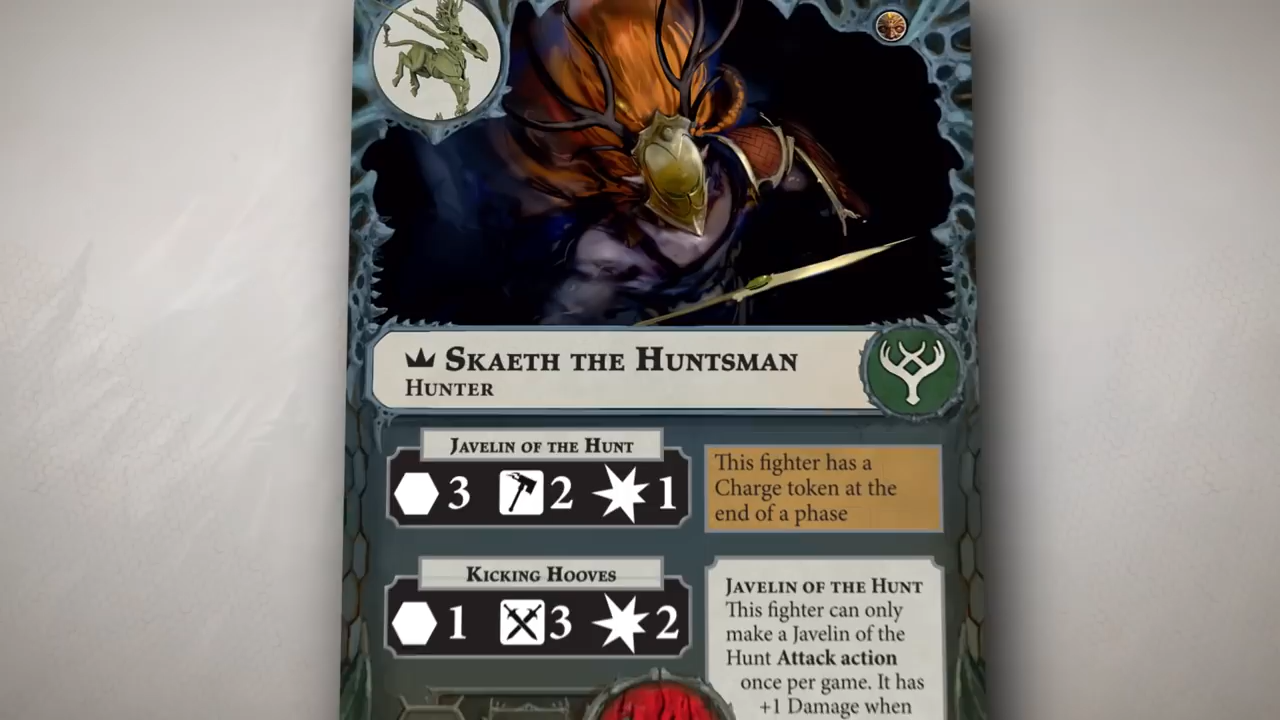 Skaeth the Huntsman
Hunter
Javelin of the Hunt
3 2 1
This fighter has a
Charge token at the
end of a phase
Kicking Hooves
1 3 2
Javelin of the Hunt
This fighter can only
make a Javelin of the
Hunt Attack action
once per game. It has
+1 Damage when